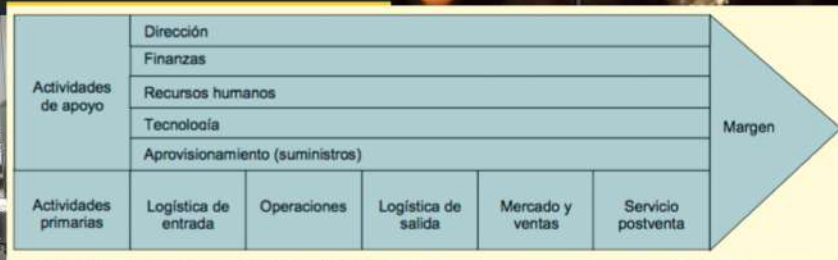 Dirección
Finanzas
Actividades
de apoyo
Recursos humanos
Tecnología
Aprovisionamiento (suministros)
Margen
Actividades
primarias
Logística de
entrada
Operaciones
Logística de
salida
Mercado y
ventas
Servicio
postventa